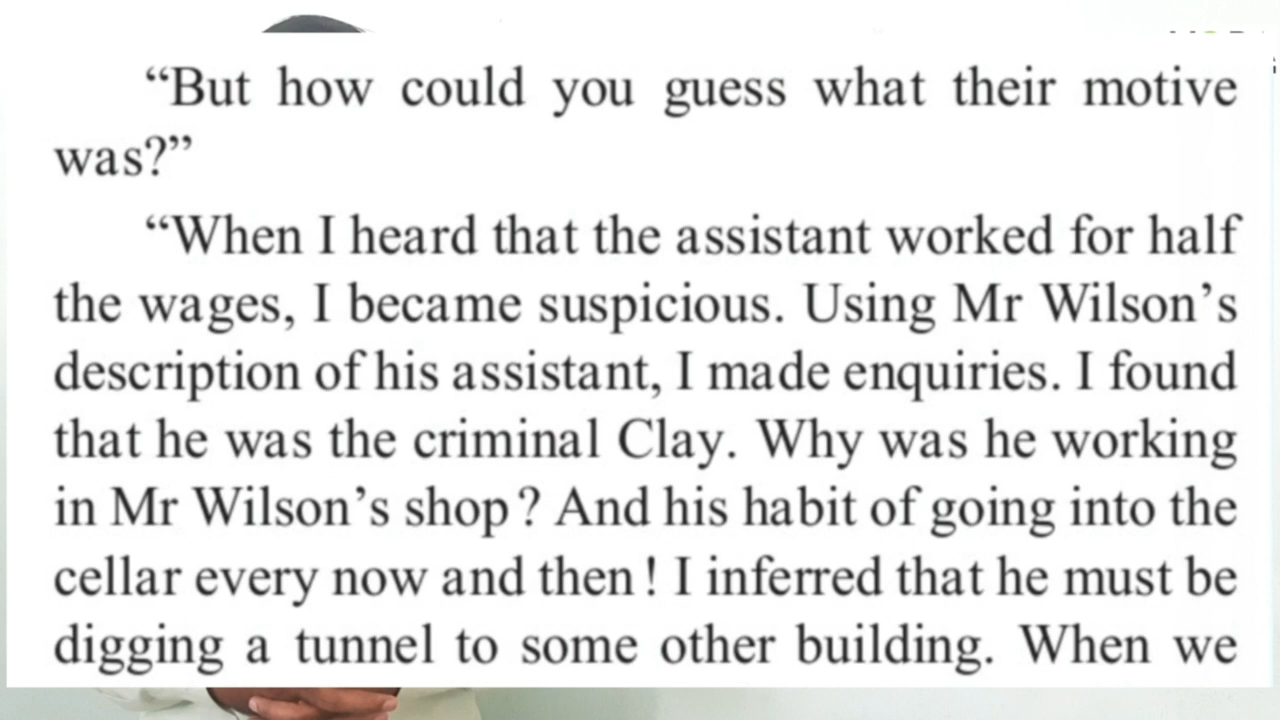 “But how could you guess what their motive
was?”
“When I heard that the assistant worked for half
the wages, I became suspicious. Using Mr Wilson’s
description of his assistant, I made enquiries. I found
that he was the criminal Clay. Why was he working
in Mr Wilson’s shop? And his habit of going into the
cellar every now and then! I inferred that he must be
digging a tunnel to some other building. When we